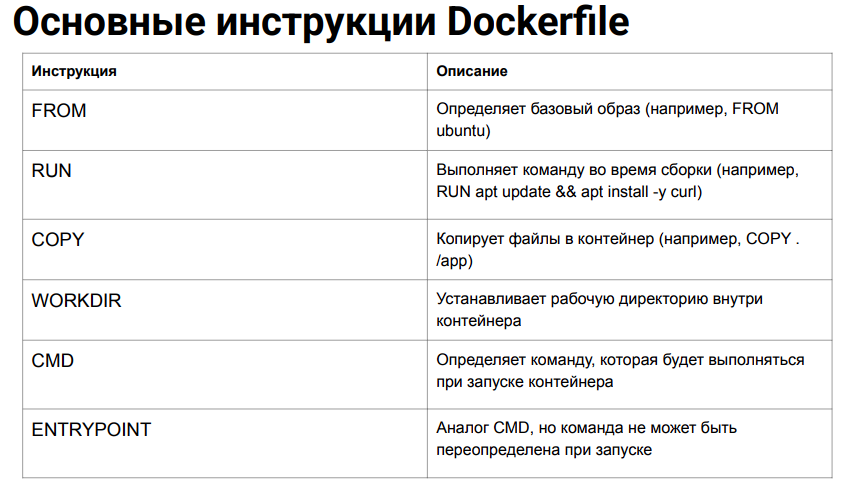 Основные инструкции Dockerfile
Инструкция Описание
FROM Определяет базовый образ (например, FROM
ubuntu)
RUN Выполняет команду во время сборки (например,
RUN apt update && apt install -y curl)
COPY Копирует файлы в контейнер (например, COPY .
/app)
WORKDIR Устанавливает рабочую директорию внутри
контейнера
CMD Определяет команду, которая будет выполняться
при запуске контейнера
ENTRYPOINT Аналог CMD, но команда не может быть
переопределена при запуске